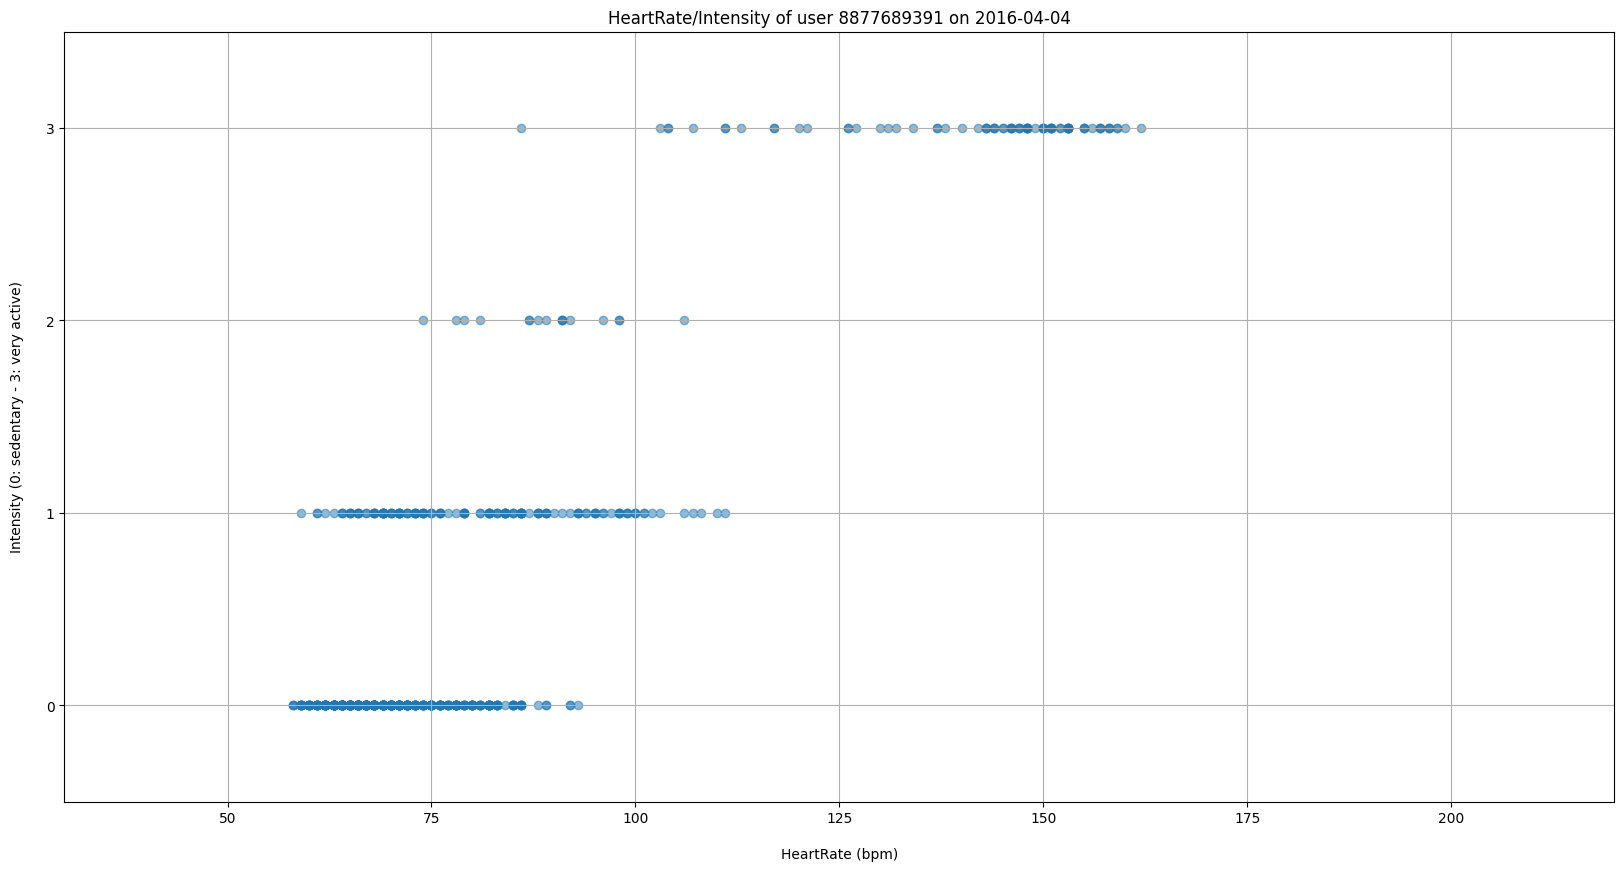 HeartRate/Intensity of user 8877689391 on 2016-04-04
Intensity (0: sedentary - 3: very active)
3
2
1
0
50 75 100 125 150 175 200
HeartRate (bpm)